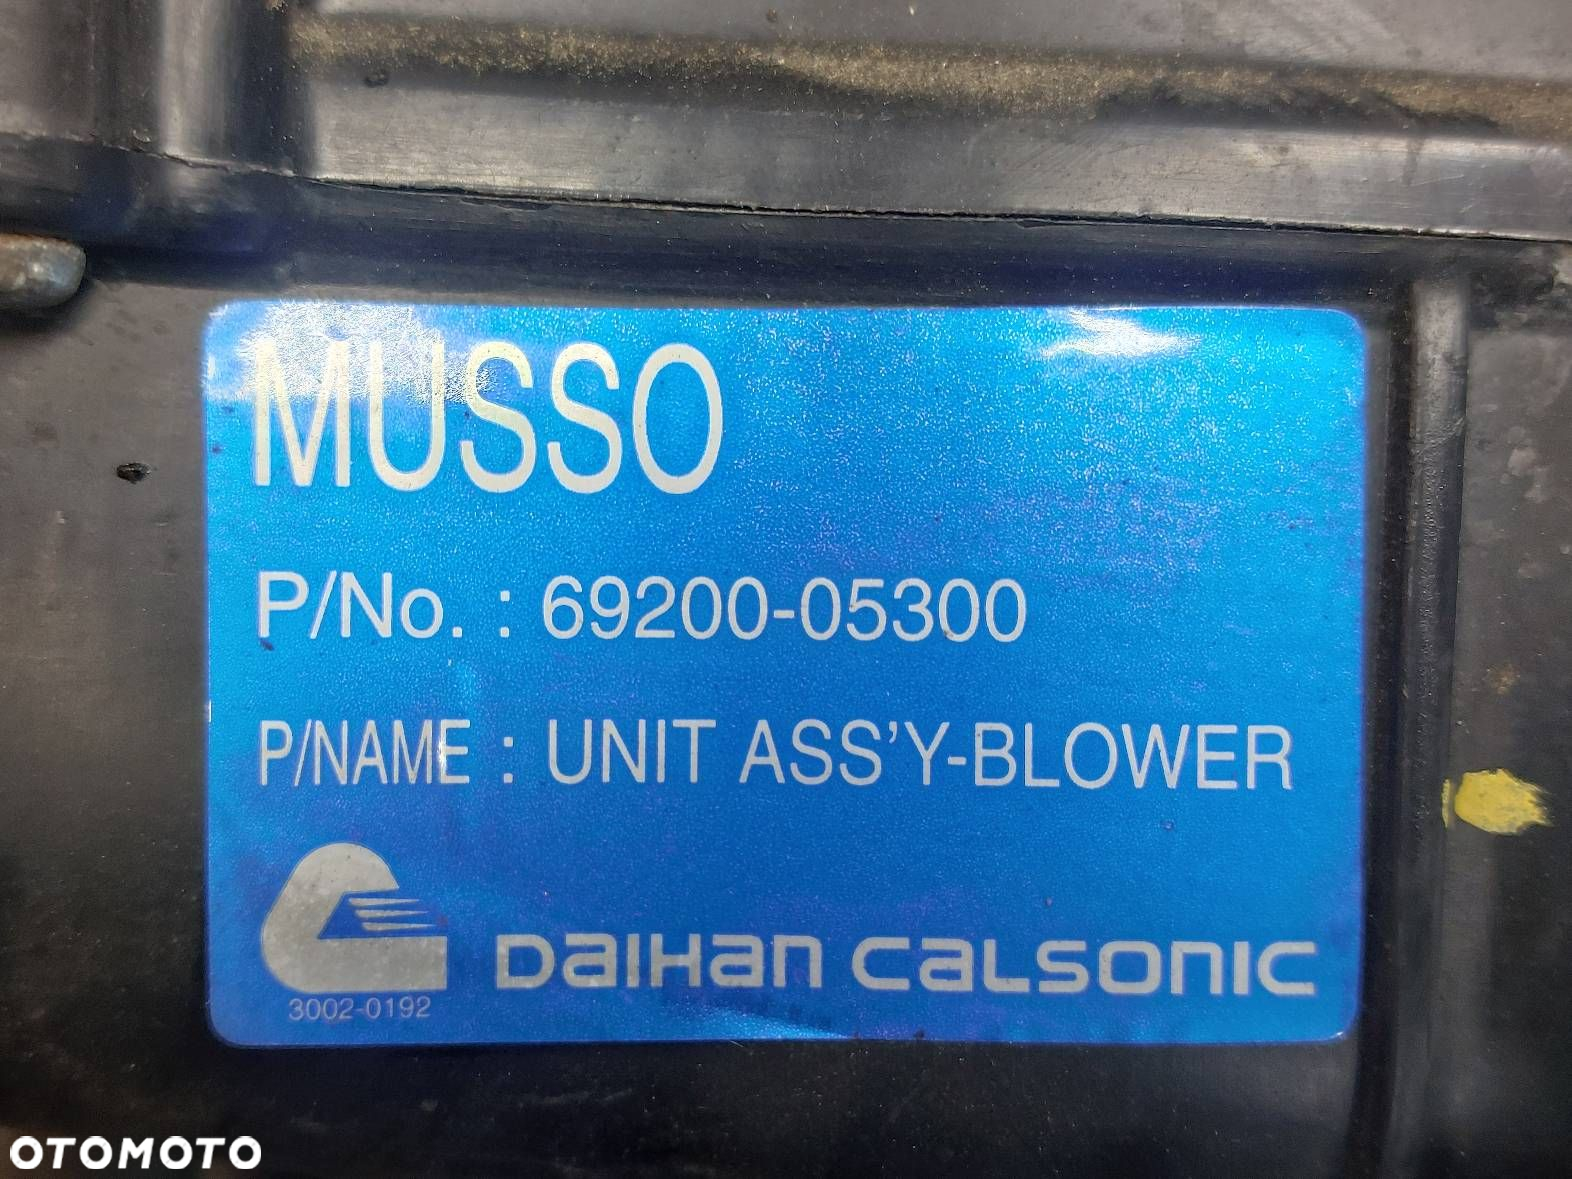 MUSSO
P/No. : 69200-05300
P/NAME : UNIT ASS'Y-BLOWER
DAIHAN CALSONIC
3002-0192
OTOMOTO